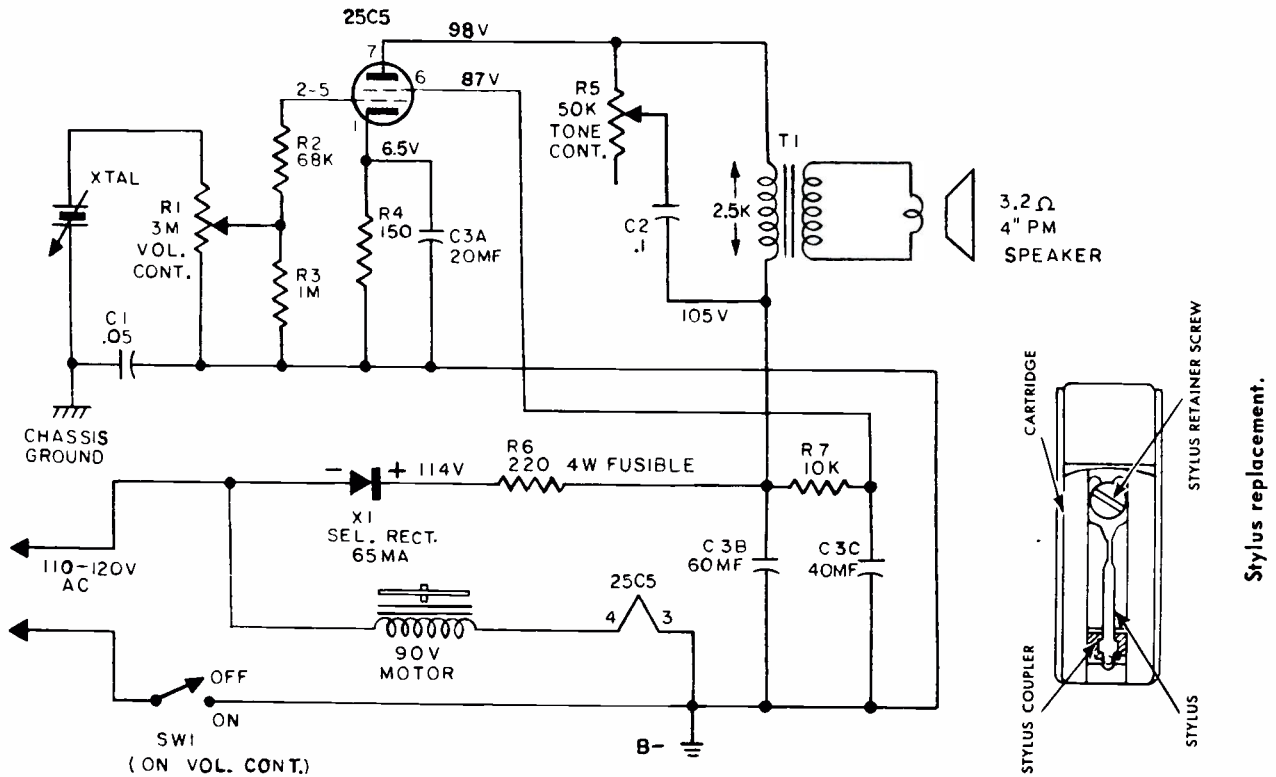 25C5
7
98V
6
87V
2-5
1
6.5V
XTAL
R1
3M
VOL.
CONT.
R2
68K
R3
1M
R4
150
C3A
20MF
C1
.05
CHASSIS
GROUND
R5
50K
TONE
CONT.
C2
.1
105V
T1
2.5K
3.2Ω
4" PM
SPEAKER
- + 114V
X1
SEL. RECT.
65MA
R6
220 4W FUSIBLE
R7
10K
C3B
60MF
C3C
40MF
110-120V
AC
90V
MOTOR
25C5
4 3
OFF
ON
SW1
(ON VOL. CONT.)
B-
CARTRIDGE
STYLUS RETAINER SCREW
STYLUS COUPLER
STYLUS
Stylus replacement.